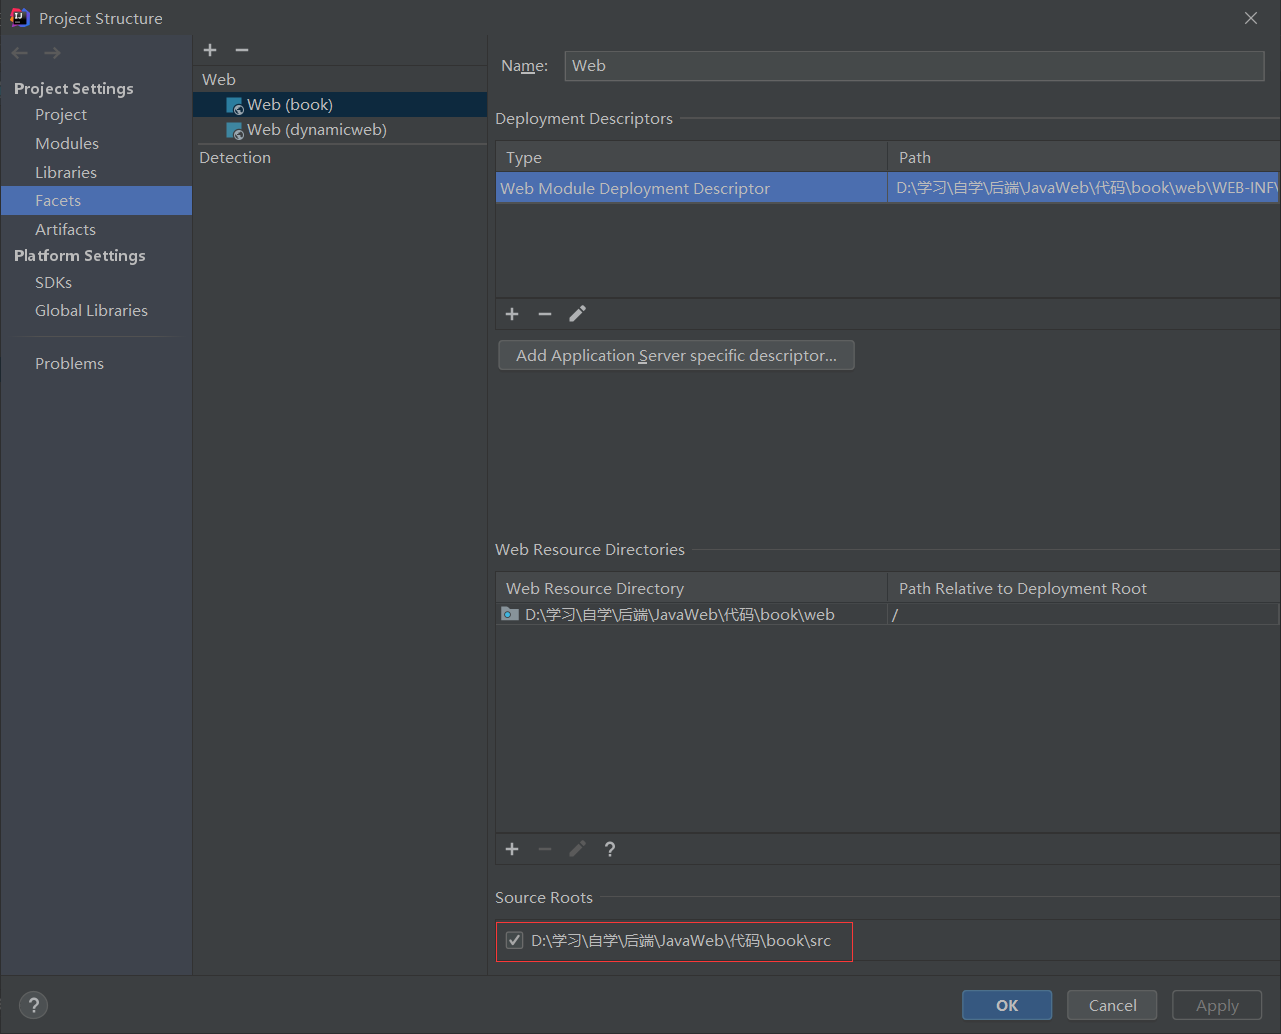 Project Structure
Project Settings
Project
Modules
Libraries
Facets
Artifacts
Platform Settings
SDKs
Global Libraries
Problems
Web
Web (book)
Web (dynamicweb)
Detection
Name: Web
Deployment Descriptors
Type Path
Web Module Deployment Descriptor D:\学习\自学\后端\JavaWeb\代码\book\web\WEB-INF\
Add Application Server specific descriptor...
Web Resource Directories
Web Resource Directory Path Relative to Deployment Root
D:\学习\自学\后端\JavaWeb\代码\book\web /
?
Source Roots
D:\学习\自学\后端\JavaWeb\代码\book\src
? OK Cancel Apply